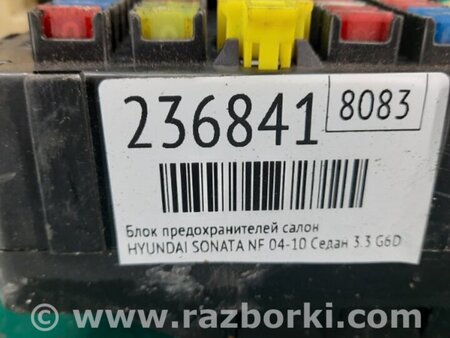 236841
8083
Блок предохранителей салон
HYUNDAI SONATA NF 04-10 Седан 3.3 G6D
www.razborki.com